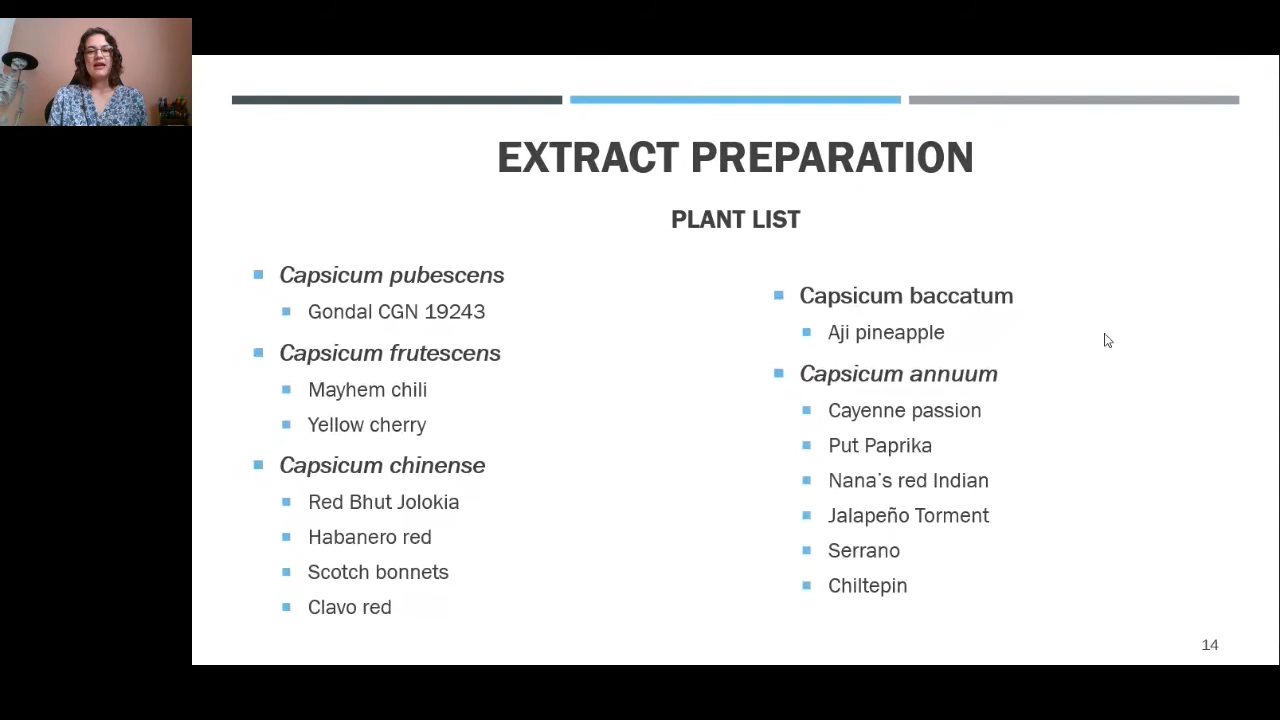 EXTRACT PREPARATION
PLANT LIST
Capsicum pubescens
Gondal CGN 19243
Capsicum frutescens
Mayhem chili
Yellow cherry
Capsicum chinense
Red Bhut Jolokia
Habanero red
Scotch bonnets
Clavo red
Capsicum baccatum
Aji pineapple
Capsicum annuum
Cayenne passion
Put Paprika
Nana's red Indian
Jalapeño Torment
Serrano
Chiltepin
14